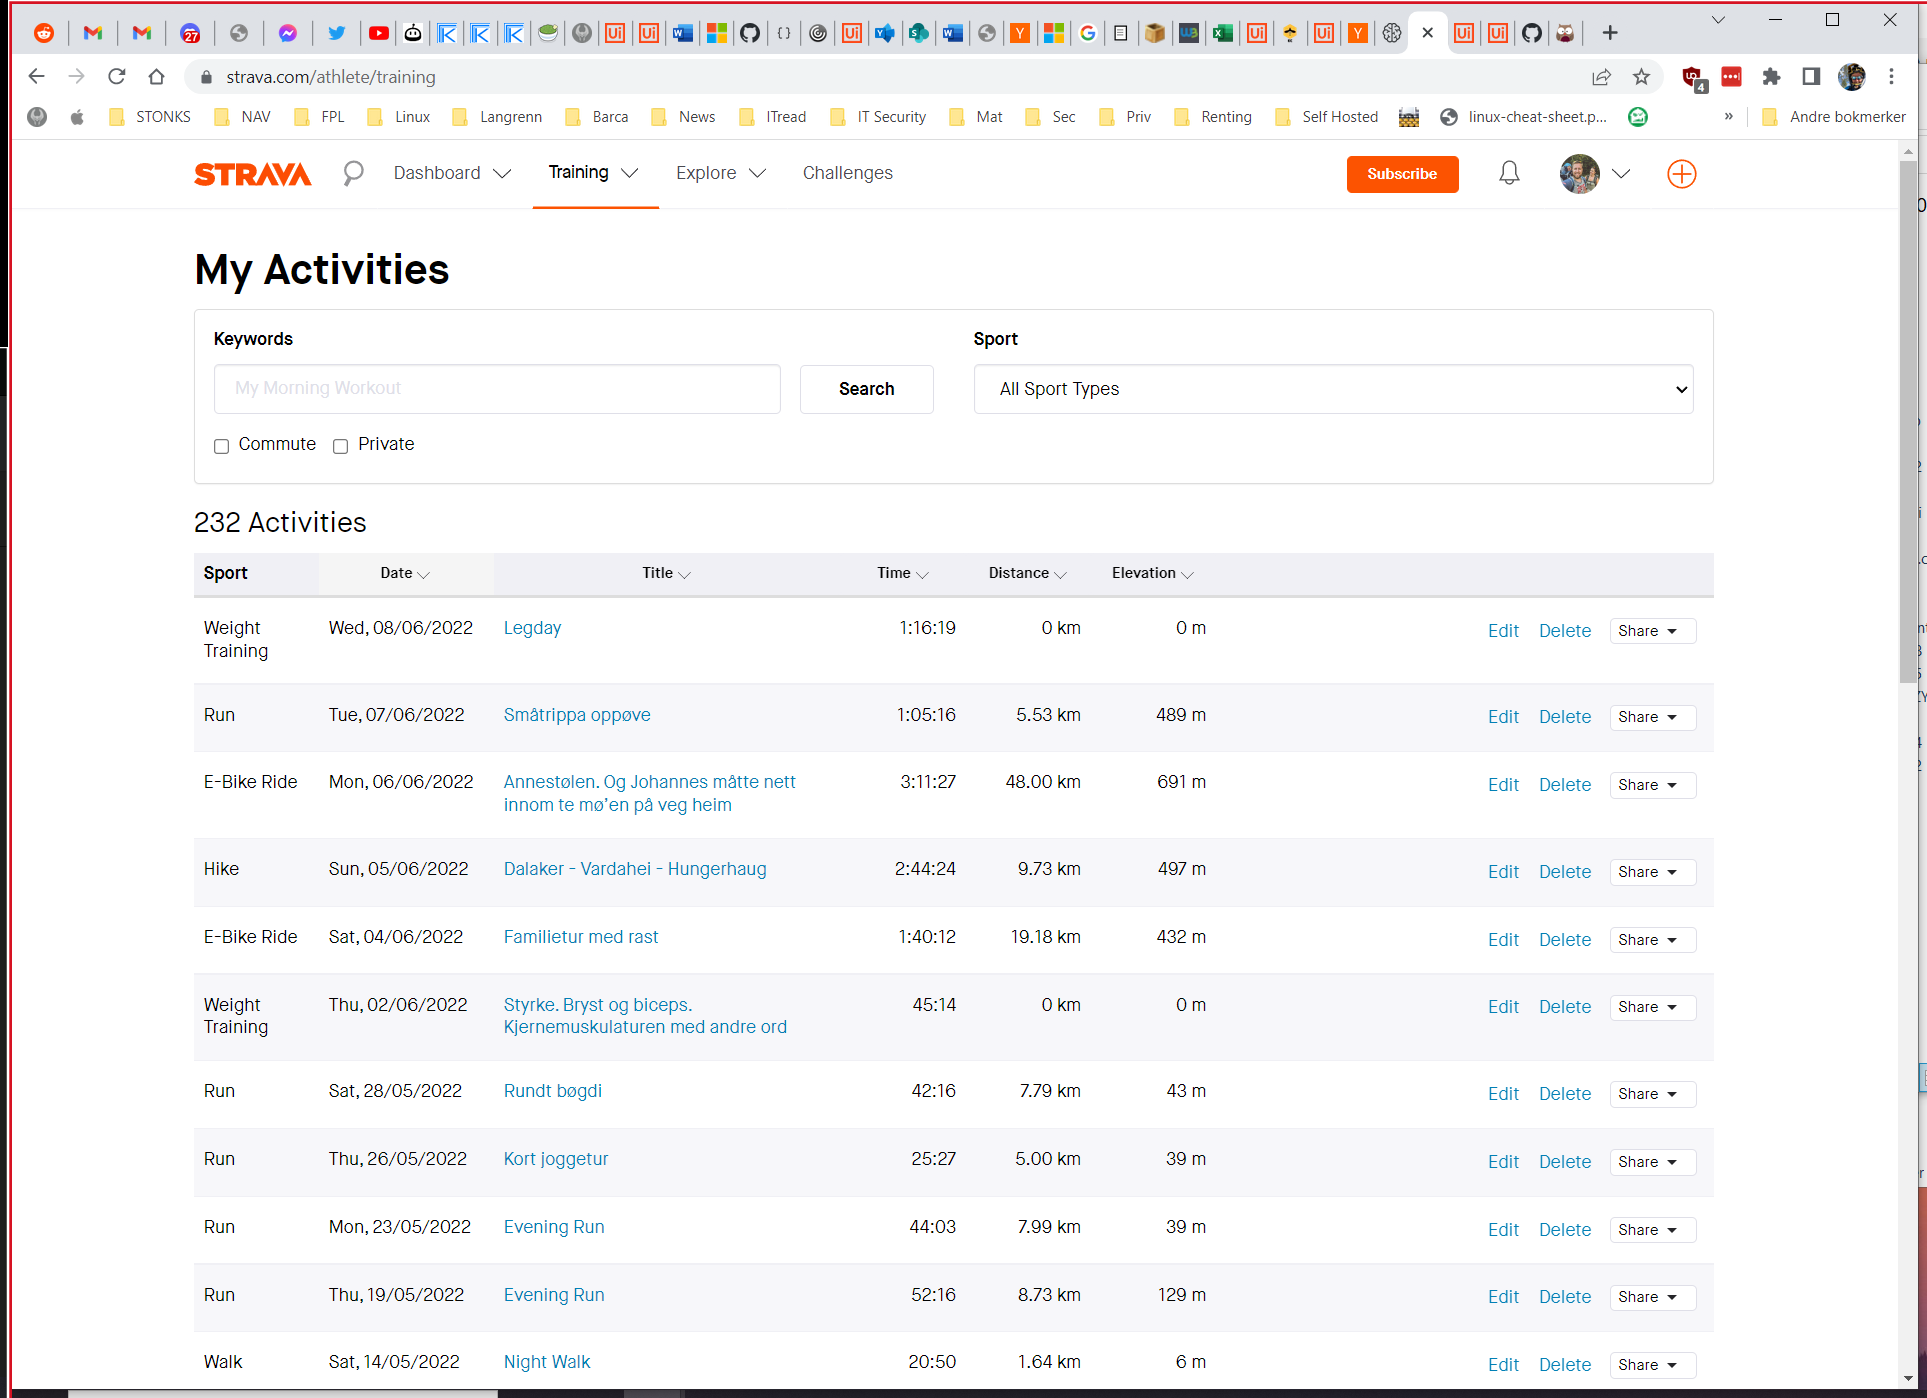 27
strava.com/athlete/training
4
STONKS NAV FPL Linux Langrenn Barca News ITread IT Security Mat Sec Priv Renting Self Hosted linux-cheat-sheet.p... » Andre bokmerker
STRAVA Dashboard Training Explore Challenges Subscribe
My Activities
Keywords Sport
My Morning Workout Search All Sport Types
Commute Private
232 Activities
Sport Date Title Time Distance Elevation
Weight Wed, 08/06/2022 Legday 1:16:19 0 km 0 m Edit Delete Share
Training
Run Tue, 07/06/2022 Småtrippa oppøve 1:05:16 5.53 km 489 m Edit Delete Share
E-Bike Ride Mon, 06/06/2022 Annestølen. Og Johannes måtte nett 3:11:27 48.00 km 691 m Edit Delete Share
innom te mø’en på veg heim
Hike Sun, 05/06/2022 Dalaker - Vardahei - Hungerhaug 2:44:24 9.73 km 497 m Edit Delete Share
E-Bike Ride Sat, 04/06/2022 Familietur med rast 1:40:12 19.18 km 432 m Edit Delete Share
Weight Thu, 02/06/2022 Styrke. Bryst og biceps. 45:14 0 km 0 m Edit Delete Share
Training Kjernemuskulaturen med andre ord
Run Sat, 28/05/2022 Rundt bøgdi 42:16 7.79 km 43 m Edit Delete Share
Run Thu, 26/05/2022 Kort joggetur 25:27 5.00 km 39 m Edit Delete Share
Run Mon, 23/05/2022 Evening Run 44:03 7.99 km 39 m Edit Delete Share
Run Thu, 19/05/2022 Evening Run 52:16 8.73 km 129 m Edit Delete Share
Walk Sat, 14/05/2022 Night Walk 20:50 1.64 km 6 m Edit Delete Share